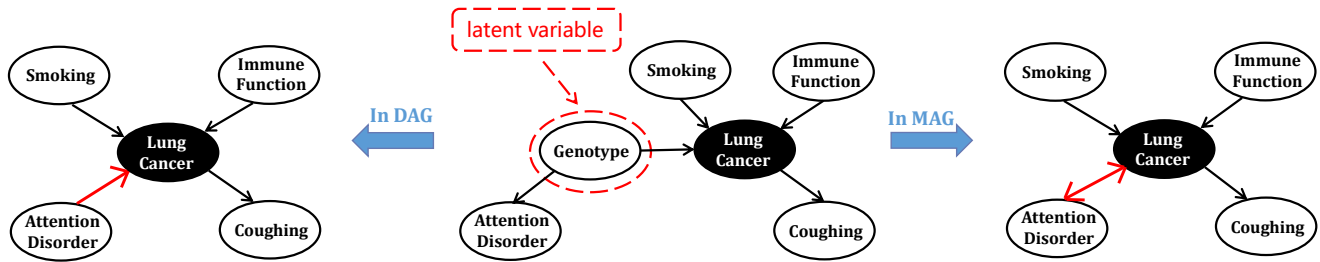 Smoking
Immune
Function
Lung
Cancer
Attention
Disorder
Coughing
In DAG
latent variable
Smoking
Immune
Function
Genotype
Lung
Cancer
Attention
Disorder
Coughing
In MAG
Smoking
Immune
Function
Lung
Cancer
Attention
Disorder
Coughing